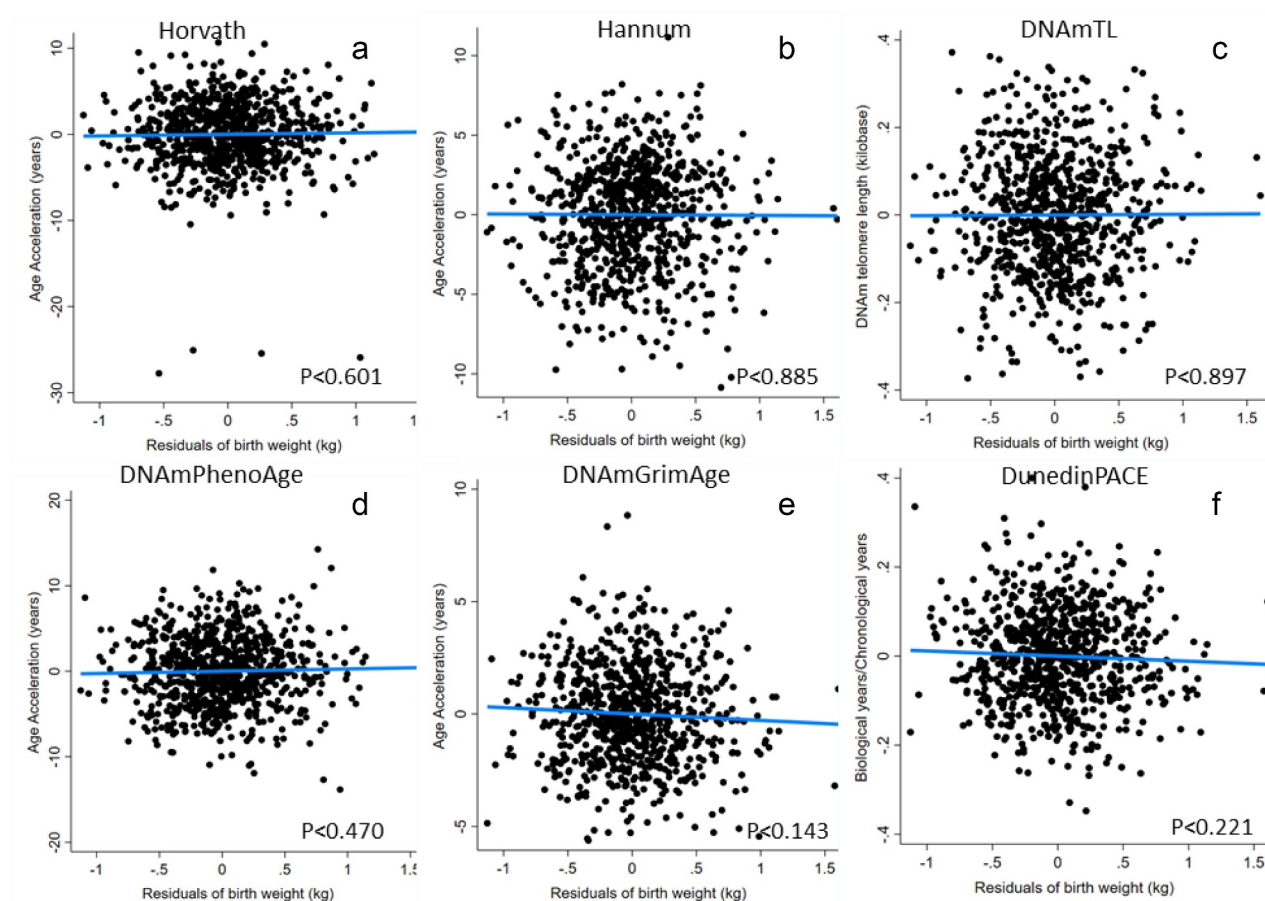 Horvath
a
10
0
-10
-20
-30
Age Acceleration (years)
P<0.601
-1
-.5
0
.5
1
1
Residuals of birth weight (kg)
Hannum
b
10
5
0
-5
-10
Age Acceleration (years)
P<0.885
-1
-.5
0
.5
1
1.5
Residuals of birth weight (kg)
DNAmTL
c
.4
.2
0
-.2
-.4
DNAm telomere length (kilobase)
P<0.897
-1
-.5
0
.5
1
1.5
Residuals of birth weight (kg)
DNAmPhenoAge
d
20
10
0
-10
-20
Age Acceleration (years)
P<0.470
-1
-.5
0
.5
1
1.5
Residuals of birth weight (kg)
DNAmGrimAge
e
10
5
0
-5
Age Acceleration (years)
P<0.143
-1
-.5
0
.5
1
1.5
Residuals of birth weight (kg)
DunedinPACE
f
.4
.2
0
-.2
-.4
Biological years/Chronological years
P<0.221
-1
-.5
0
.5
1
1.5
Residuals of birth weight (kg)